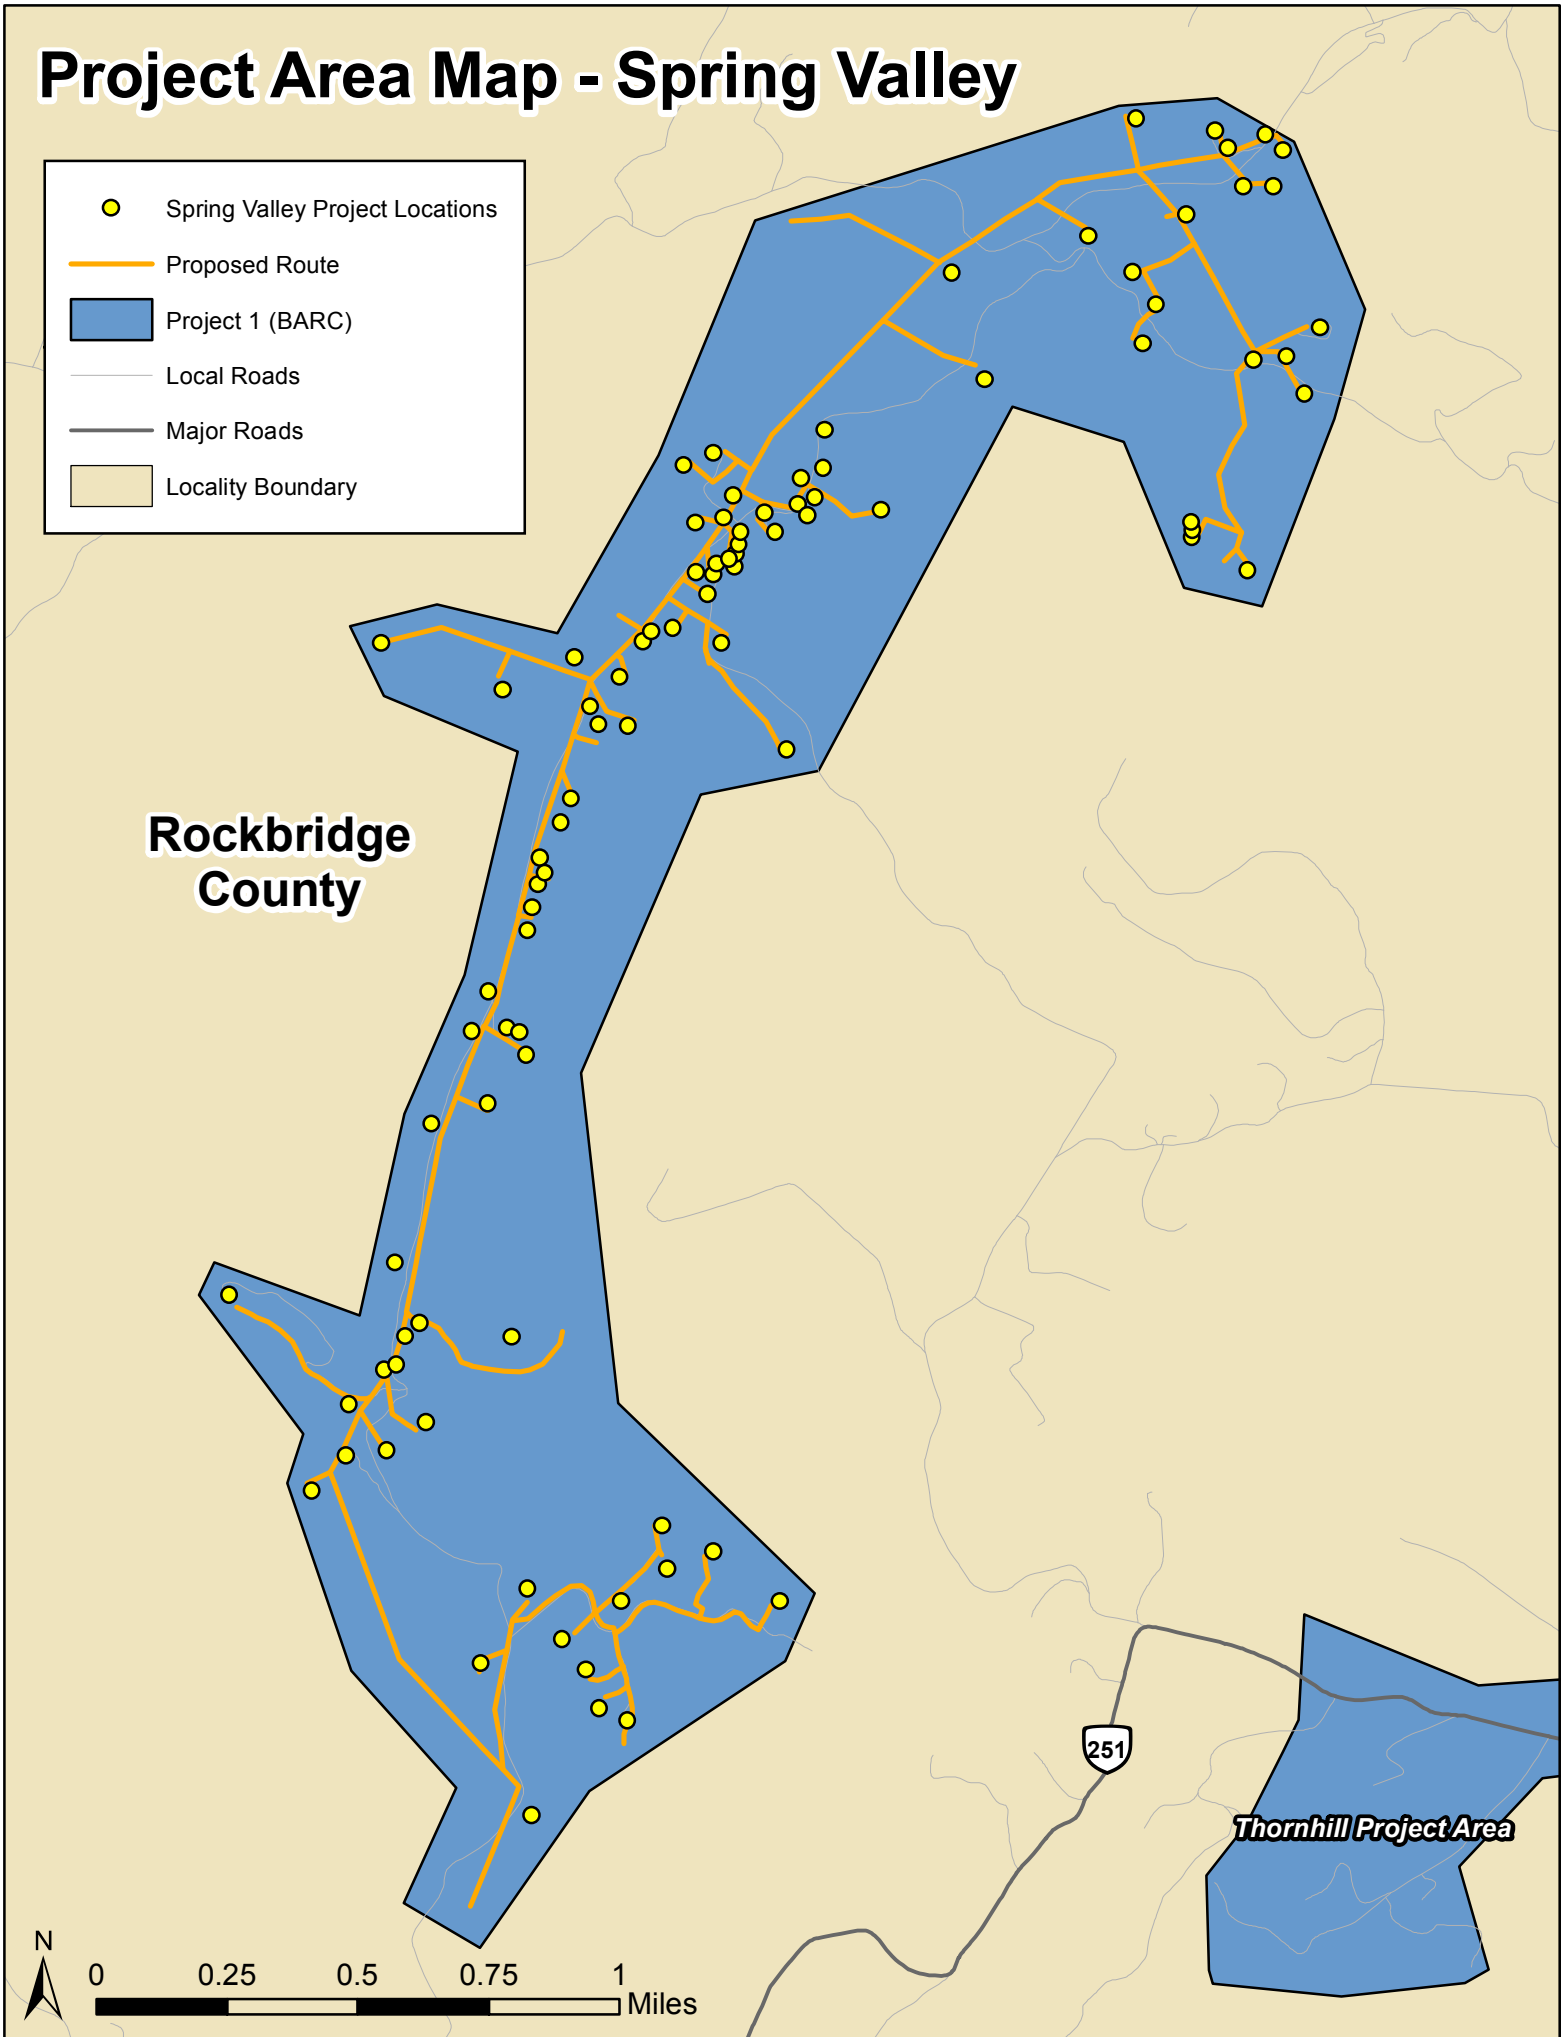 Project Area Map - Spring Valley
Spring Valley Project Locations
Proposed Route
Project 1 (BARC)
Local Roads
Major Roads
Locality Boundary
Rockbridge
County
251
Thornhill Project Area
N
0 0.25 0.5 0.75 1
Miles